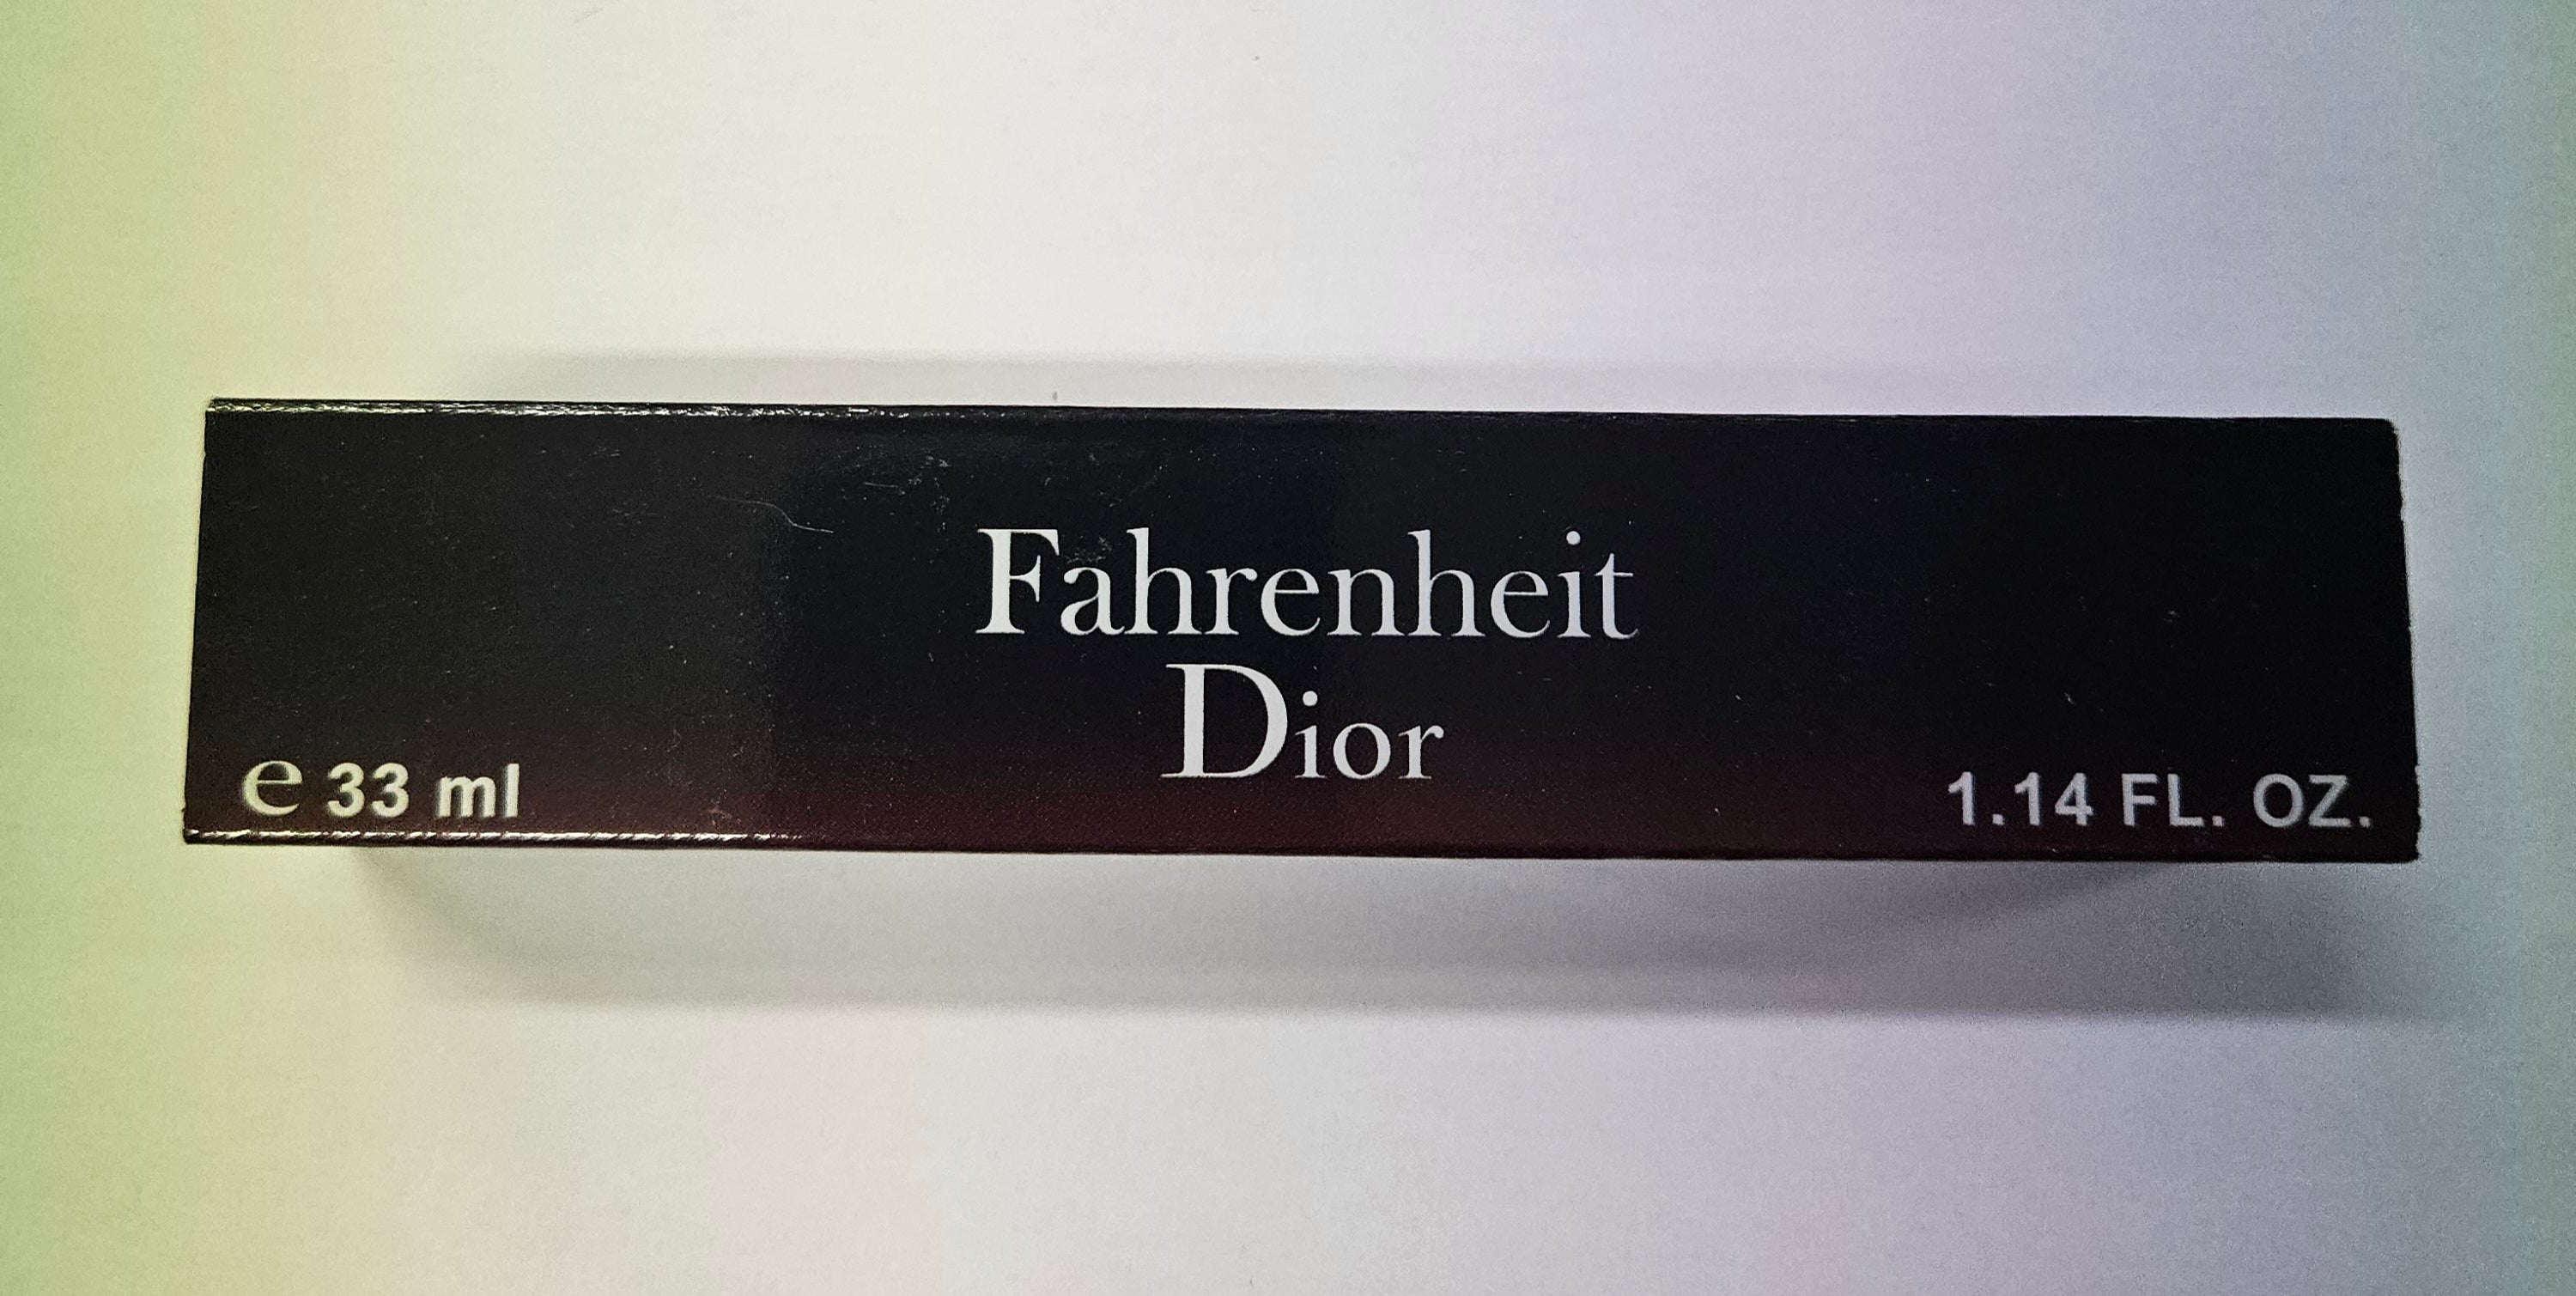 Fahrenheit
Dior
e 33 ml
1.14 FL. OZ.